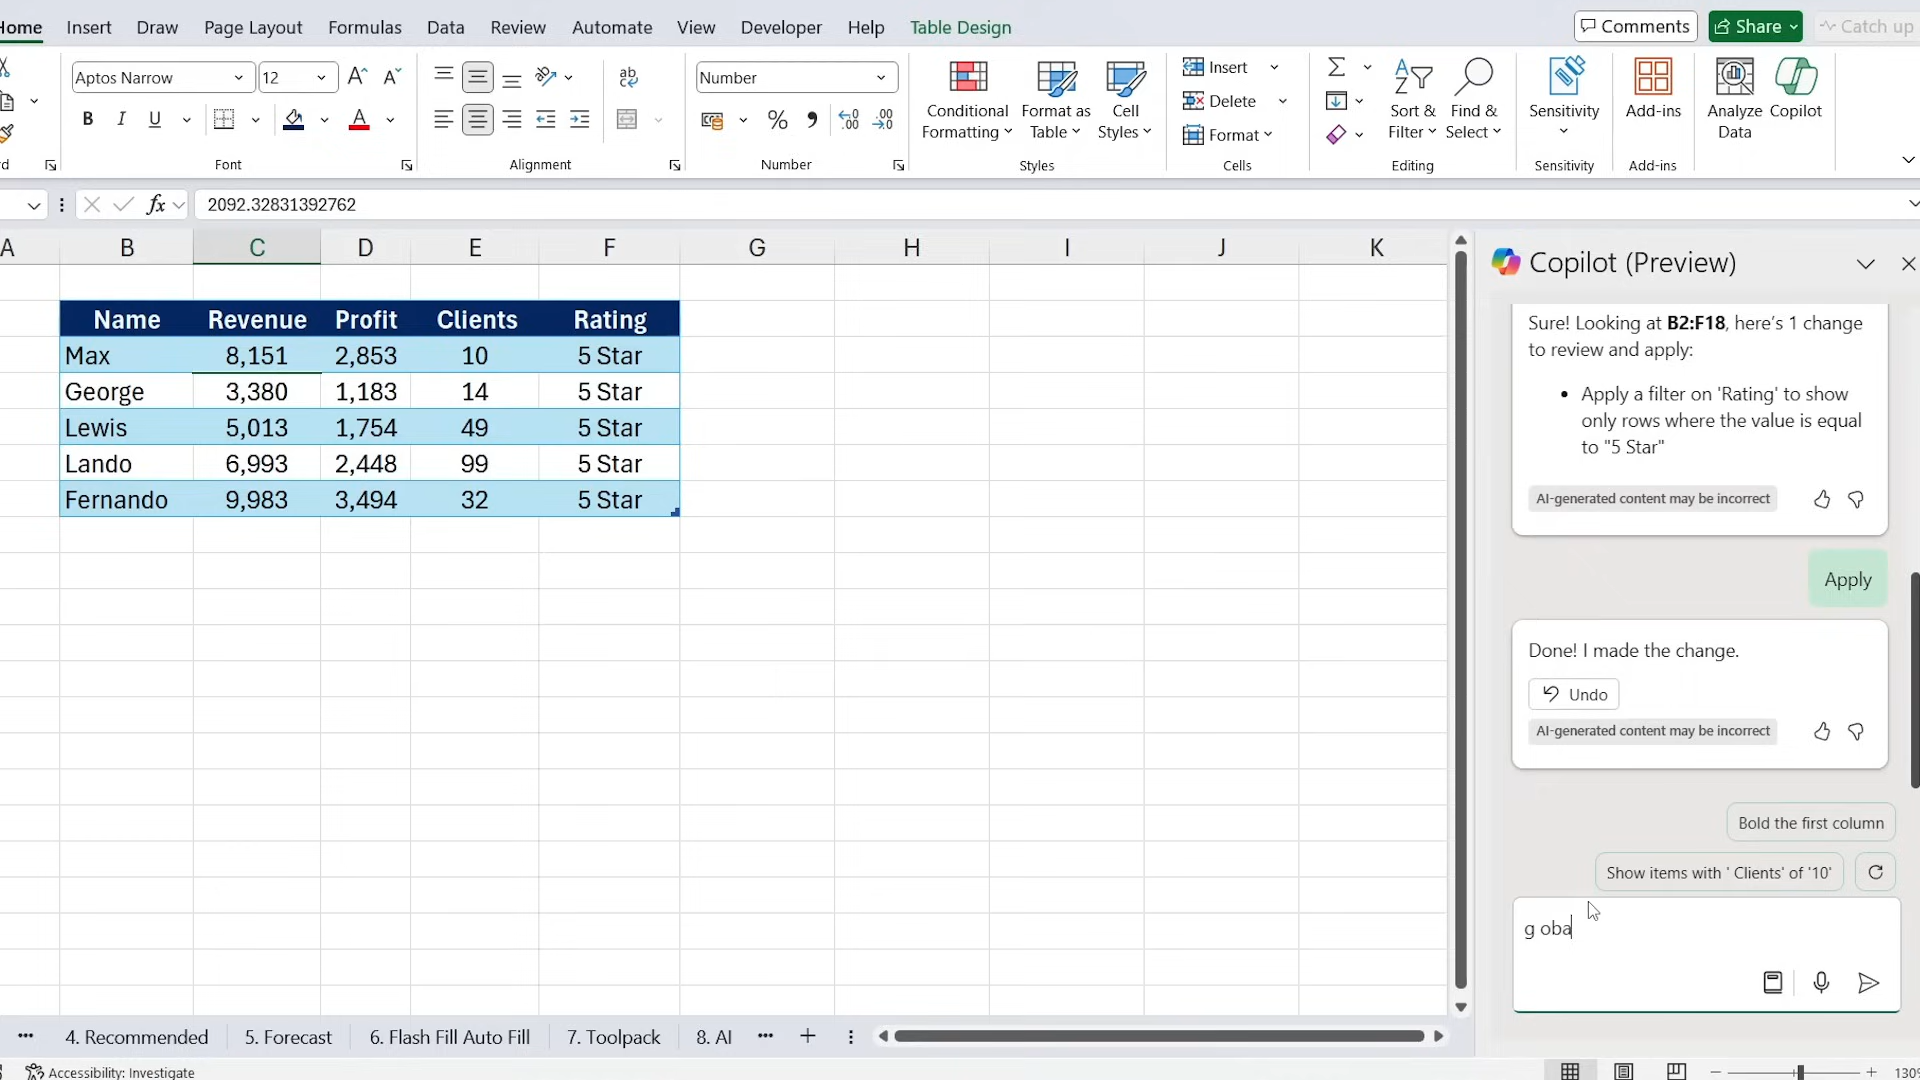 Home Insert Draw Page Layout Formulas Data Review Automate View Developer Help Table Design Comments Share Catch up
Aptos Narrow 12 Number
Insert
Delete
Format
Conditional Formatting
Format as Table
Cell Styles
Sort & Filter
Find & Select
Sensitivity
Add-ins
Analyze Data
Copilot
B I U
Font Alignment Number Styles Cells Editing Sensitivity Add-ins
fx 2092.32831392762
A B C D E F G H I J K
Name Revenue Profit Clients Rating
Max 8,151 2,853 10 5 Star
George 3,380 1,183 14 5 Star
Lewis 5,013 1,754 49 5 Star
Lando 6,993 2,448 99 5 Star
Fernando 9,983 3,494 32 5 Star
Copilot (Preview)
Sure! Looking at B2:F18, here's 1 change
to review and apply:
• Apply a filter on 'Rating' to show
only rows where the value is equal
to "5 Star"
AI-generated content may be incorrect
Apply
Done! I made the change.
Undo
AI-generated content may be incorrect
Bold the first column
Show items with ' Clients' of '10'
g oba
4. Recommended 5. Forecast 6. Flash Fill Auto Fill 7. Toolpack 8. AI
Accessibility: Investigate
130%